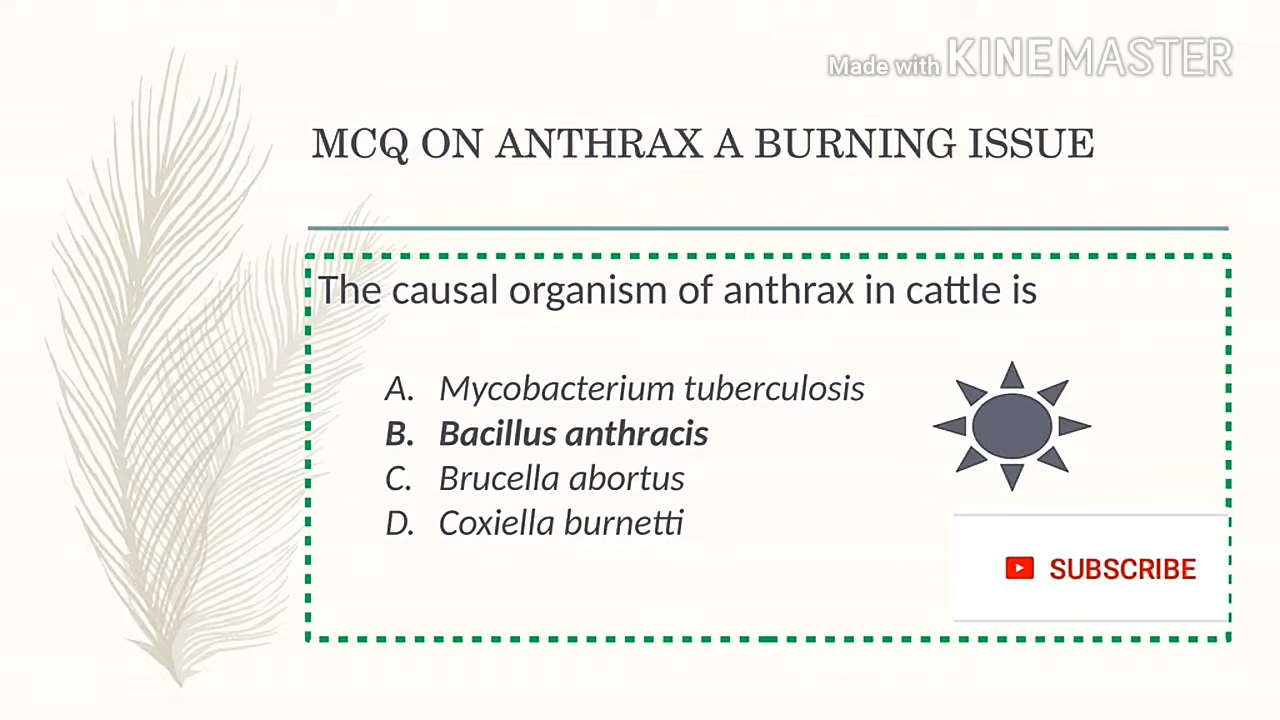 Made with KINEMASTER
MCQ ON ANTHRAX A BURNING ISSUE
The causal organism of anthrax in cattle is
A. Mycobacterium tuberculosis
B. Bacillus anthracis
C. Brucella abortus
D. Coxiella burnetti
SUBSCRIBE